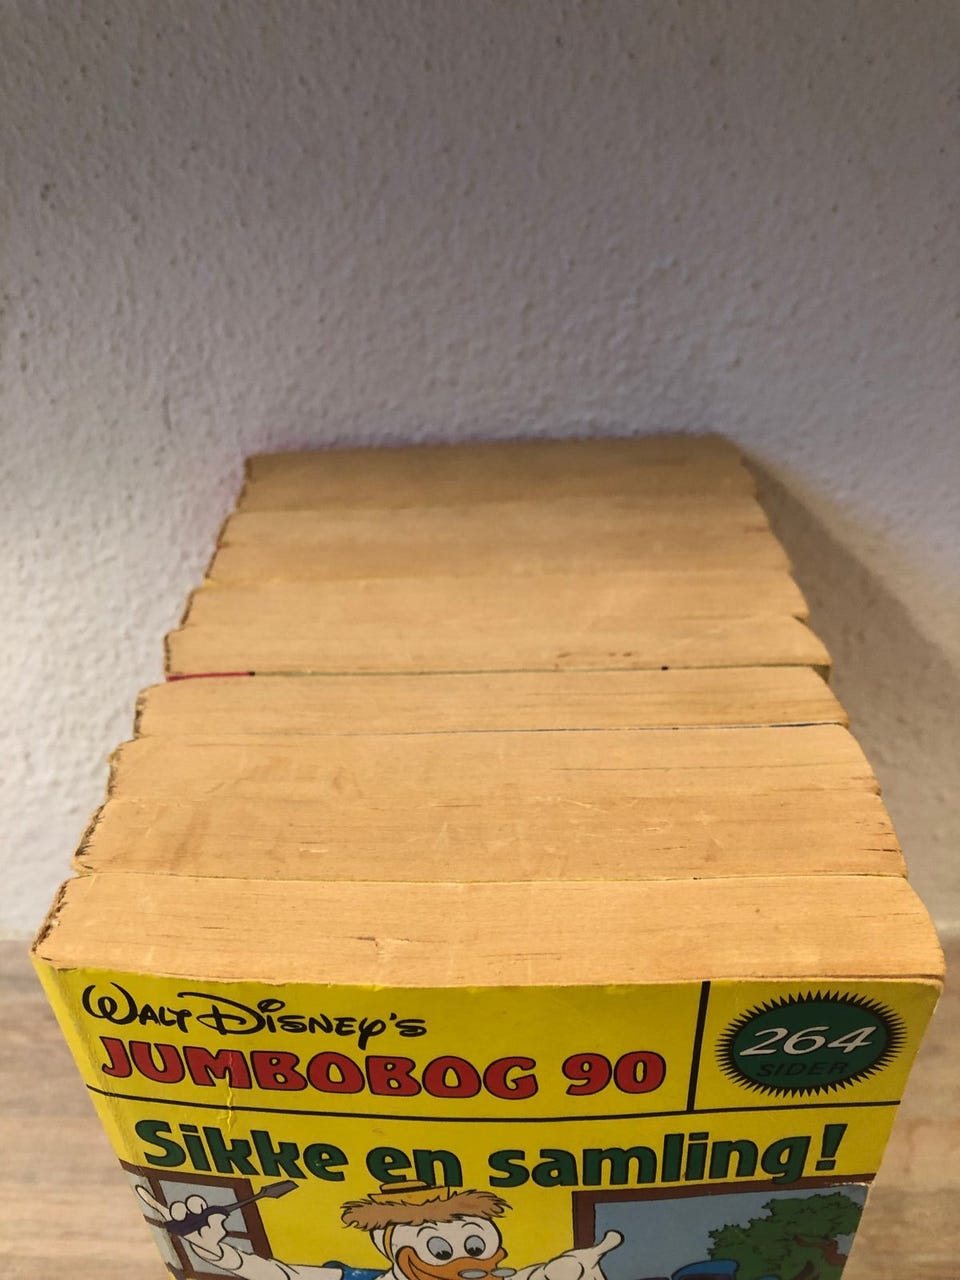 WALT DISNEY'S
JUMBOBOG 90
264
SIDER
Sikke en samling!